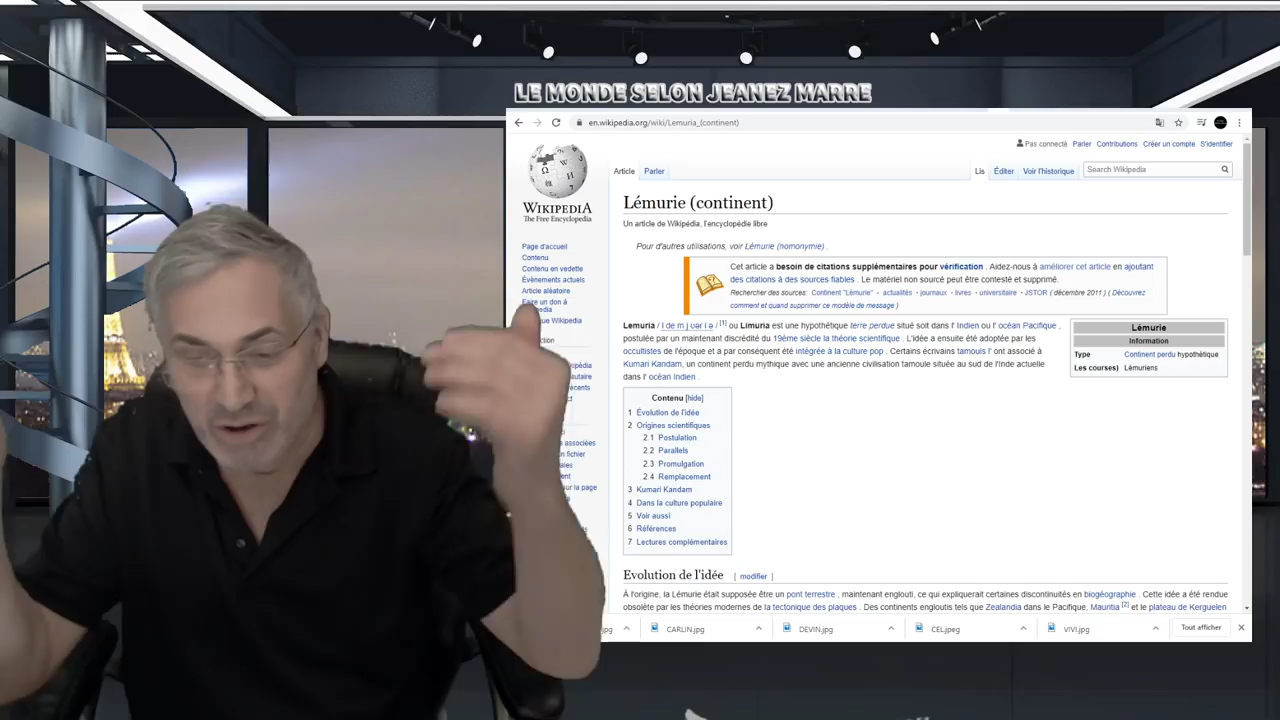 LE MONDE SELON JEANEZ MARRE
en.wikipedia.org/wiki/Lemuria_(continent)
Pas connecté Parler Contributions Créer un compte S'identifier
Article Parler Lis Éditer Voir l'historique Search Wikipedia
WIKIPEDIA
The Free Encyclopedia
Lémurie (continent)
Un article de Wikipédia, l'encyclopédie libre
Page d'accueil
Contenu
Contenu en vedette
Évènements actuels
Article aléatoire
Faire un don à
Pour d'autres utilisations, voir Lémurie (homonymie) .
Cet article a besoin de citations supplémentaires pour vérification . Aidez-nous à améliorer cet article en ajoutant
des citations à des sources fiables . Le matériel non sourcé peut être contesté et supprimé.
Rechercher des sources: Continent "Lémurie" - actualités · journaux · livres · universitaire · JSTOR ( décembre 2011 ) ( Découvrez
comment et quand supprimer ce modèle de message )
Lemuria / l de m j ʊər i ə / [1] ou Limuria est une hypothétique terre perdue situé soit dans l' Indien ou l' océan Pacifique ,
postulée par un maintenant discrédité du 19ème siècle la théorie scientifique . L'idée a ensuite été adoptée par les
occultistes de l'époque et a par conséquent été intégrée à la culture pop . Certains écrivains tamouls l' ont associé à
Kumari Kandam, un continent perdu mythique avec une ancienne civilisation tamoule située au sud de l'Inde actuelle
dans l' océan Indien .
Lémurie
Information
Type Continent perdu hypothétique
Les courses) Lémuriens
Contenu [hide]
1 Évolution de l'idée
2 Origines scientifiques
2.1 Postulation
2.2 Parallels
2.3 Promulgation
2.4 Remplacement
3 Kumari Kandam
4 Dans la culture populaire
5 Voir aussi
6 Références
7 Lectures complémentaires
Evolution de l'idée [ modifier ]
À l'origine, la Lémurie était supposée être un pont terrestre , maintenant englouti, ce qui expliquerait certaines discontinuités en biogéographie . Cette idée a été rendue
obsolète par les théories modernes de la tectonique des plaques . Des continents engloutis tels que Zealandia dans le Pacifique, Mauritia [2] et le plateau de Kerguelen
CARLIN.jpg DEVIN.jpg CEL.jpeg VIVI.jpg Tout afficher